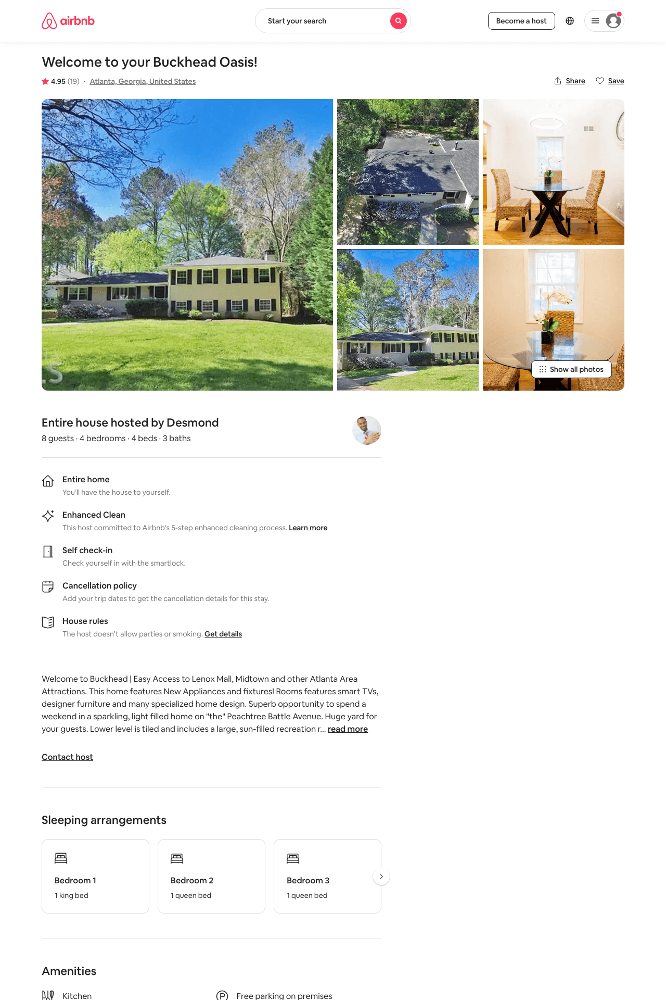 airbnb
Start your search
Become a host
Welcome to your Buckhead Oasis!
4.95 (19) · Atlanta, Georgia, United States
Share
Save
Show all photos
Entire house hosted by Desmond
8 guests · 4 bedrooms · 4 beds · 3 baths
Entire home
You'll have the house to yourself.
Enhanced Clean
This host committed to Airbnb's 5-step enhanced cleaning process. Learn more
Self check-in
Check yourself in with the smartlock.
Cancellation policy
Add your trip dates to get the cancellation details for this stay.
House rules
The host doesn't allow parties or smoking. Get details
Welcome to Buckhead | Easy Access to Lenox Mall, Midtown and other Atlanta Area
Attractions. This home features New Appliances and fixtures! Rooms features smart TVs,
designer furniture and many specialized home design. Superb opportunity to spend a
weekend in a sparkling, light filled home on "the" Peachtree Battle Avenue. Huge yard for
your guests. Lower level is tiled and includes a large, sun-filled recreation r... read more
Contact host
Sleeping arrangements
Bedroom 1
1 king bed
Bedroom 2
1 queen bed
Bedroom 3
1 queen bed
Amenities
Kitchen
Free parking on premises